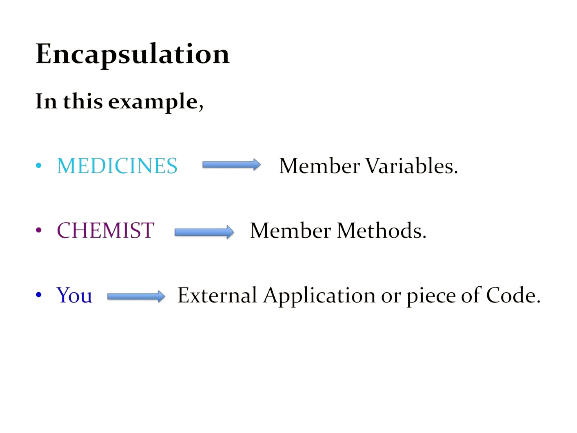 Encapsulation
In this example,
• MEDICINES Member Variables.
• CHEMIST Member Methods.
• You External Application or piece of Code.